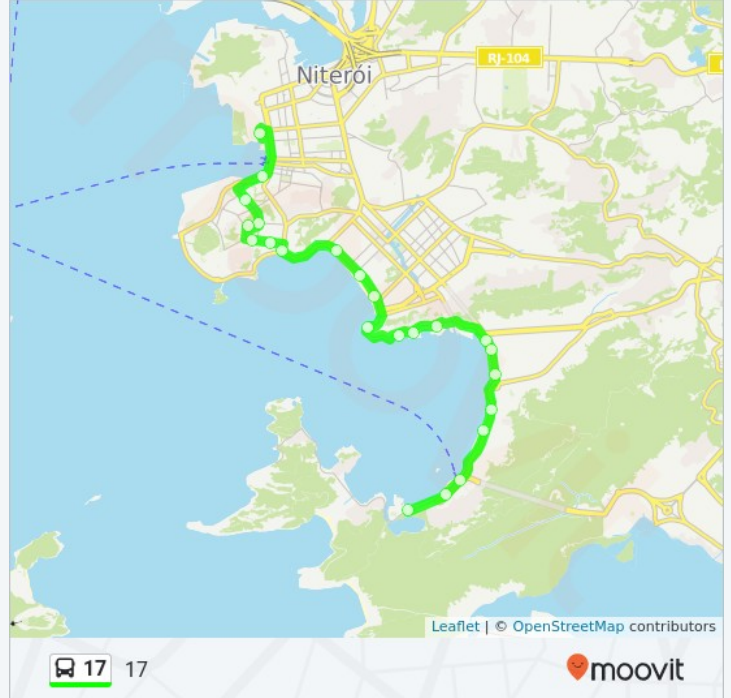 RJ-104
Niterói
Leaflet | © OpenStreetMap contributors
17 17
moovit